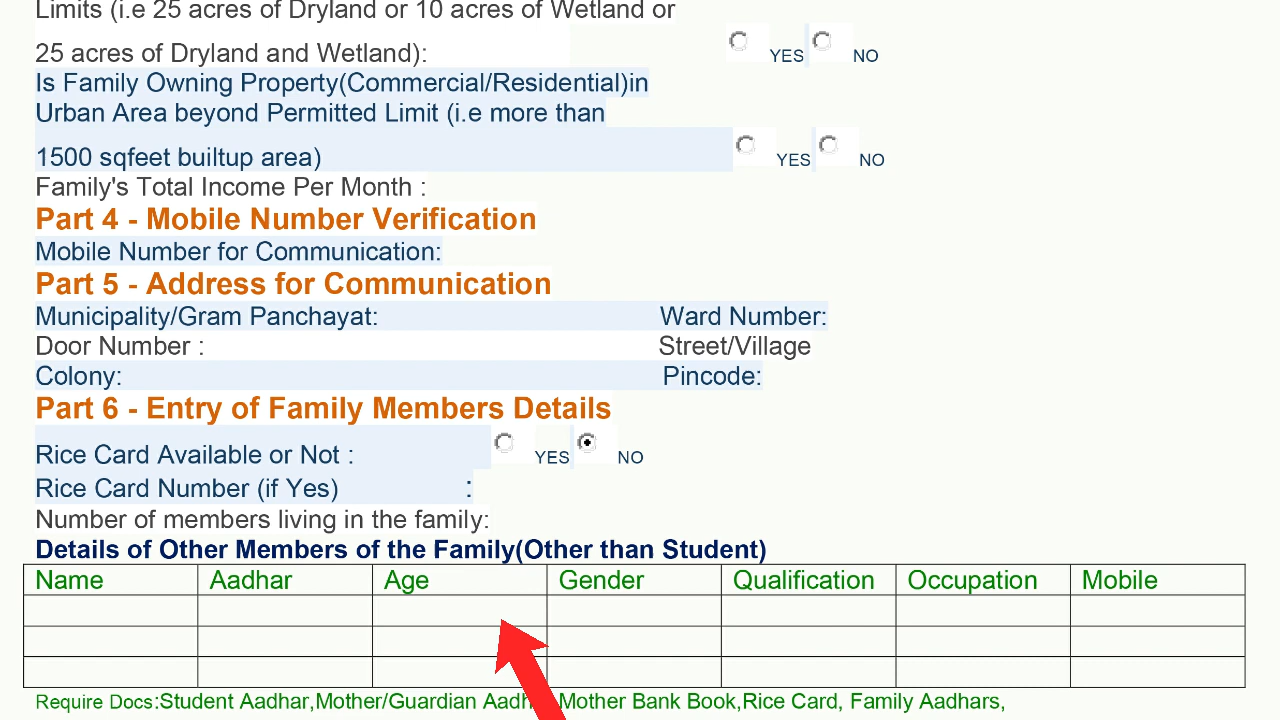 Limits (i.e 25 acres of Dryland or 10 acres of Wetland or
25 acres of Dryland and Wetland): YES NO
Is Family Owning Property(Commercial/Residential)in
Urban Area beyond Permitted Limit (i.e more than
1500 sqfeet builtup area) YES NO
Family's Total Income Per Month :
Part 4 - Mobile Number Verification
Mobile Number for Communication:
Part 5 - Address for Communication
Municipality/Gram Panchayat: Ward Number:
Door Number : Street/Village
Colony: Pincode:
Part 6 - Entry of Family Members Details
Rice Card Available or Not : YES NO
Rice Card Number (if Yes) :
Number of members living in the family:
Details of Other Members of the Family(Other than Student)
Name Aadhar Age Gender Qualification Occupation Mobile
Require Docs:Student Aadhar,Mother/Guardian Mother Bank Book,Rice Card, Family Aadhars,